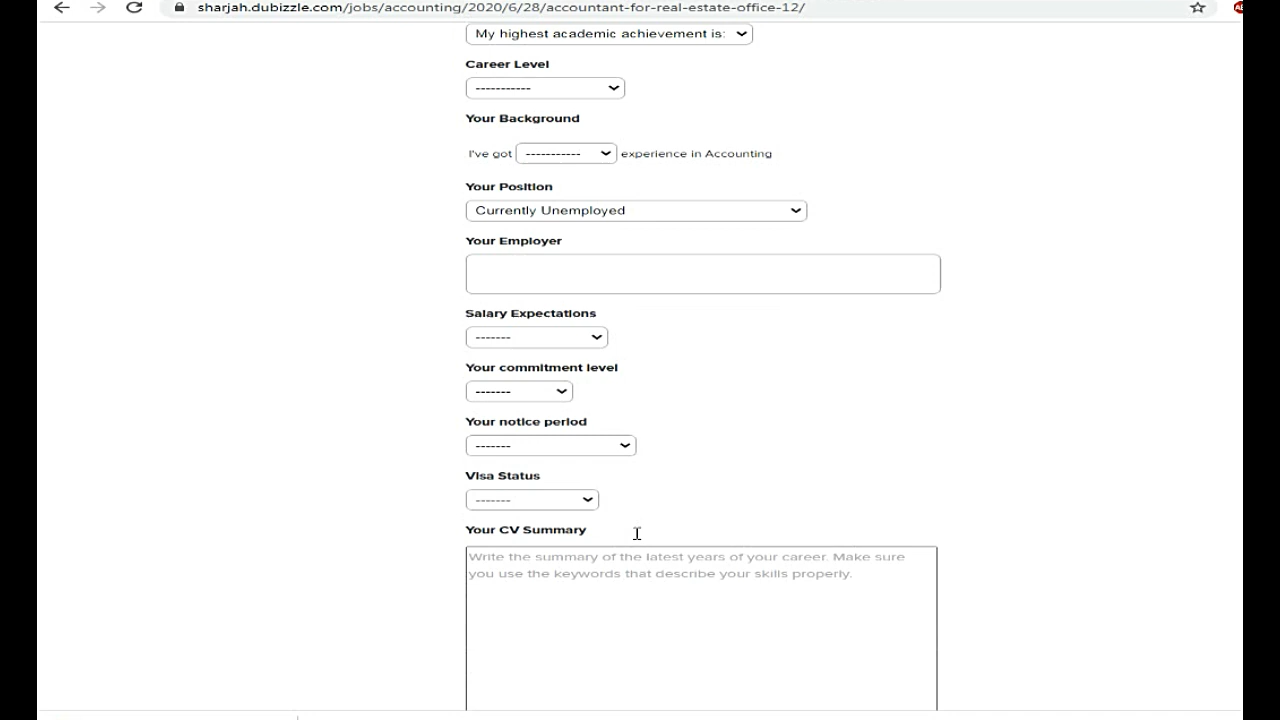 sharjah.dubizzle.com/jobs/accounting/2020/6/28/accountant-for-real-estate-office-12/
My highest academic achievement is:
Career Level
-----------
Your Background
I've got ----------- experience in Accounting
Your Position
Currently Unemployed
Your Employer
Salary Expectations
-------
Your commitment level
-------
Your notice period
-------
Visa Status
-------
Your CV Summary
Write the summary of the latest years of your career. Make sure
you use the keywords that describe your skills properly.